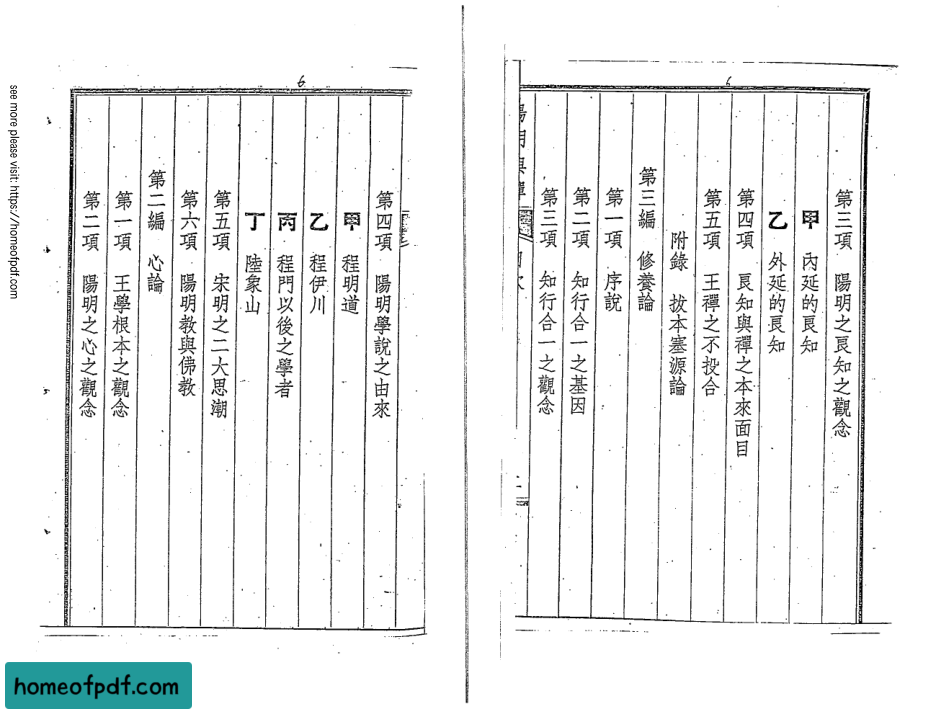 第四項 陽明學說之由來
甲 程明道
乙 程伊川
丙 程門以後之學者
丁 陸象山
第五項 宋明之二大思潮
第六項 陽明教與佛教
第二編 心論
第一項 王學根本之觀念
第二項 陽明之心之觀念
第三項 陽明之良知之觀念
甲 內延的良知
乙 外延的良知
第四項 良知與禪之本來面目
第五項 王禪之不投合
附錄 拔本塞源論
第三編 修養論
第一項 序說
第二項 知行合一之基因
第三項 知行合一之觀念
陽明與禪 目次
see more please visit: https://homeofpdf.com
homeofpdf.com